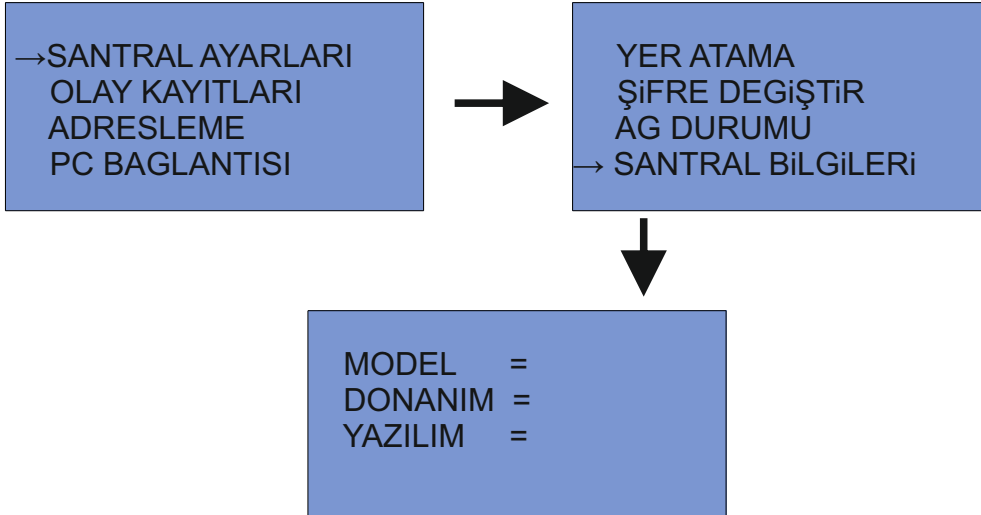 →SANTRAL AYARLARI
OLAY KAYITLARI
ADRESLEME
PC BAGLANTISI
YER ATAMA
ŞiFRE DEGiŞTiR
AG DURUMU
→ SANTRAL BiLGiLERi
MODEL =
DONANIM =
YAZILIM =